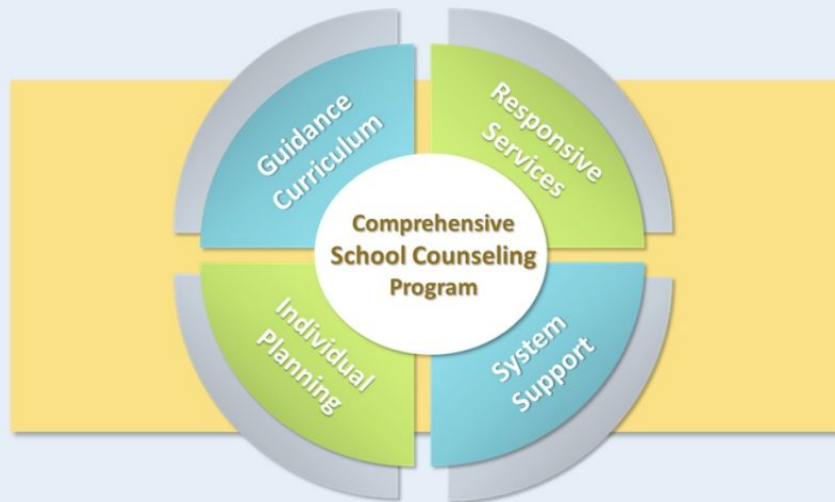 Guidance
Curriculum
Responsive
Services
Comprehensive
School Counseling
Program
Individual
Planning
System
Support